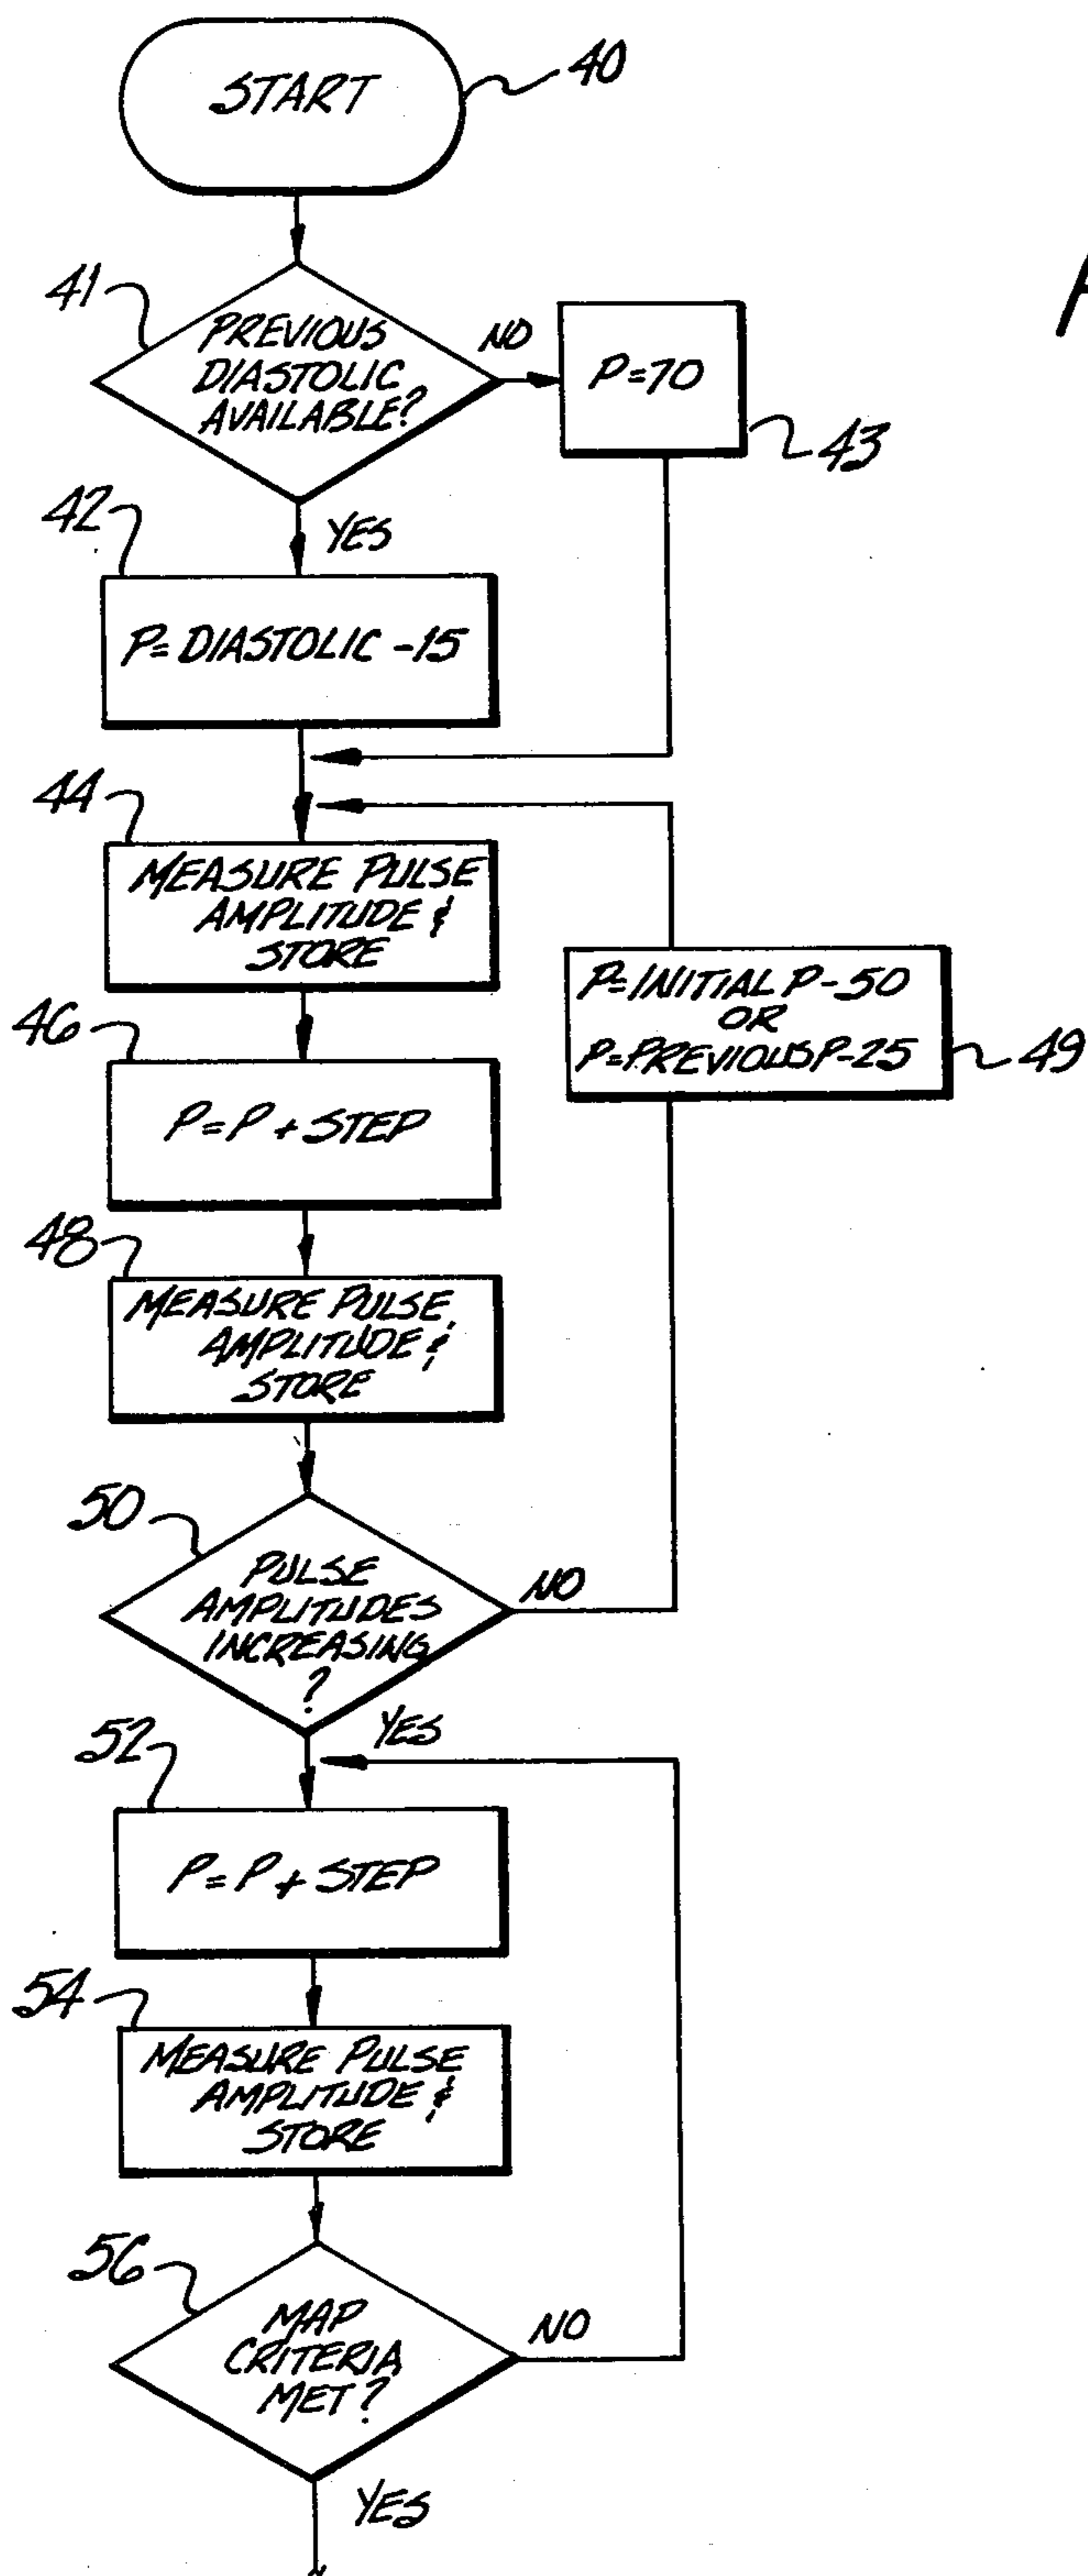 START
40
41
PREVIOUS
DIASTOLIC
AVAILABLE?
NO
P=70
43
42
YES
P=DIASTOLIC -15
44
MEASURE PULSE
AMPLITUDE &
STORE
P=INITIAL P-50
OR
P=PREVIOUS P-25
49
46
P=P+STEP
48
MEASURE PULSE
AMPLITUDE &
STORE
50
PULSE
AMPLITUDES
INCREASING
?
NO
YES
52
P=P+STEP
54
MEASURE PULSE
AMPLITUDE &
STORE
56
MAP
CRITERIA
MET?
NO
YES